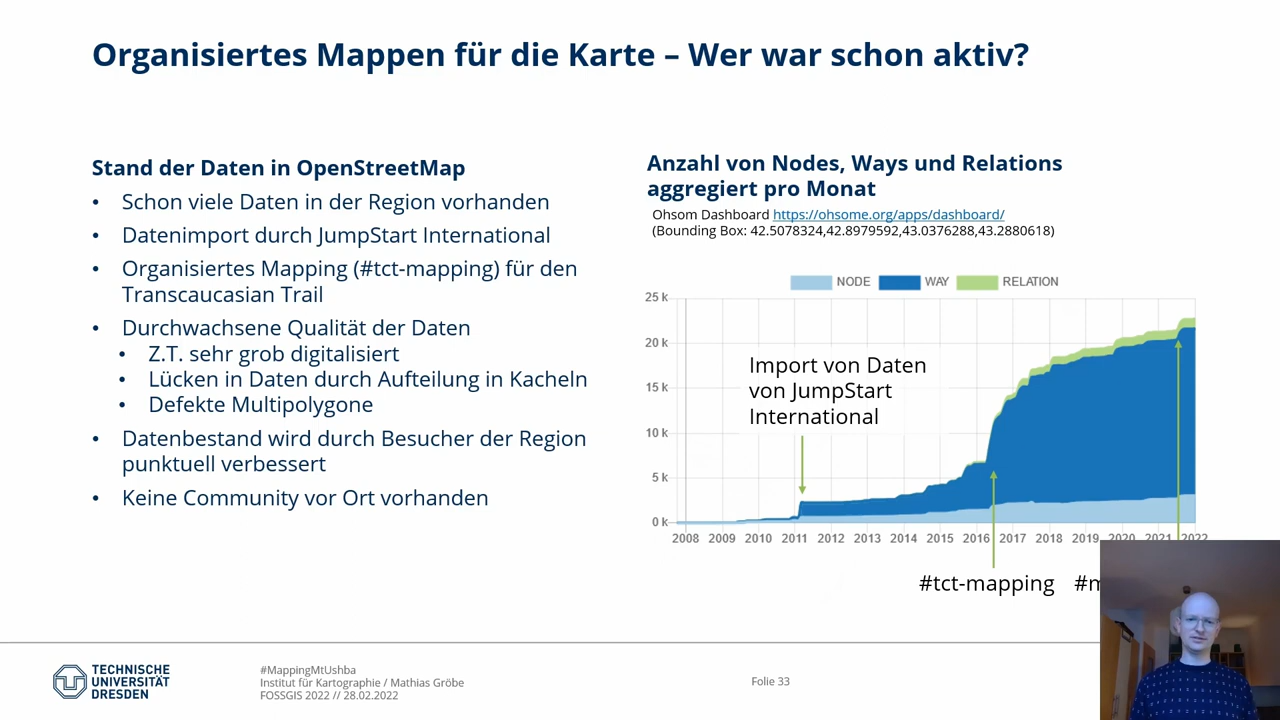 Organisiertes Mappen für die Karte – Wer war schon aktiv?
Stand der Daten in OpenStreetMap
• Schon viele Daten in der Region vorhanden
• Datenimport durch JumpStart International
• Organisiertes Mapping (#tct-mapping) für den
Transcaucasian Trail
• Durchwachsene Qualität der Daten
• Z.T. sehr grob digitalisiert
• Lücken in Daten durch Aufteilung in Kacheln
• Defekte Multipolygone
• Datenbestand wird durch Besucher der Region
punktuell verbessert
• Keine Community vor Ort vorhanden
Anzahl von Nodes, Ways und Relations
aggregiert pro Monat
Ohsom Dashboard https://ohsome.org/apps/dashboard/
(Bounding Box: 42.5078324,42.8979592,43.0376288,43.2880618)
NODE WAY RELATION
25 k
20 k
15 k
10 k
5 k
0 k
Import von Daten
von JumpStart
International
2008 2009 2010 2011 2012 2013 2014 2015 2016 2017 2018 2019 2020 2021 2022
#tct-mapping #m
TECHNISCHE
UNIVERSITÄT
DRESDEN
#MappingMtUshba
Institut für Kartographie / Mathias Gröbe
FOSSGIS 2022 // 28.02.2022
Folie 33